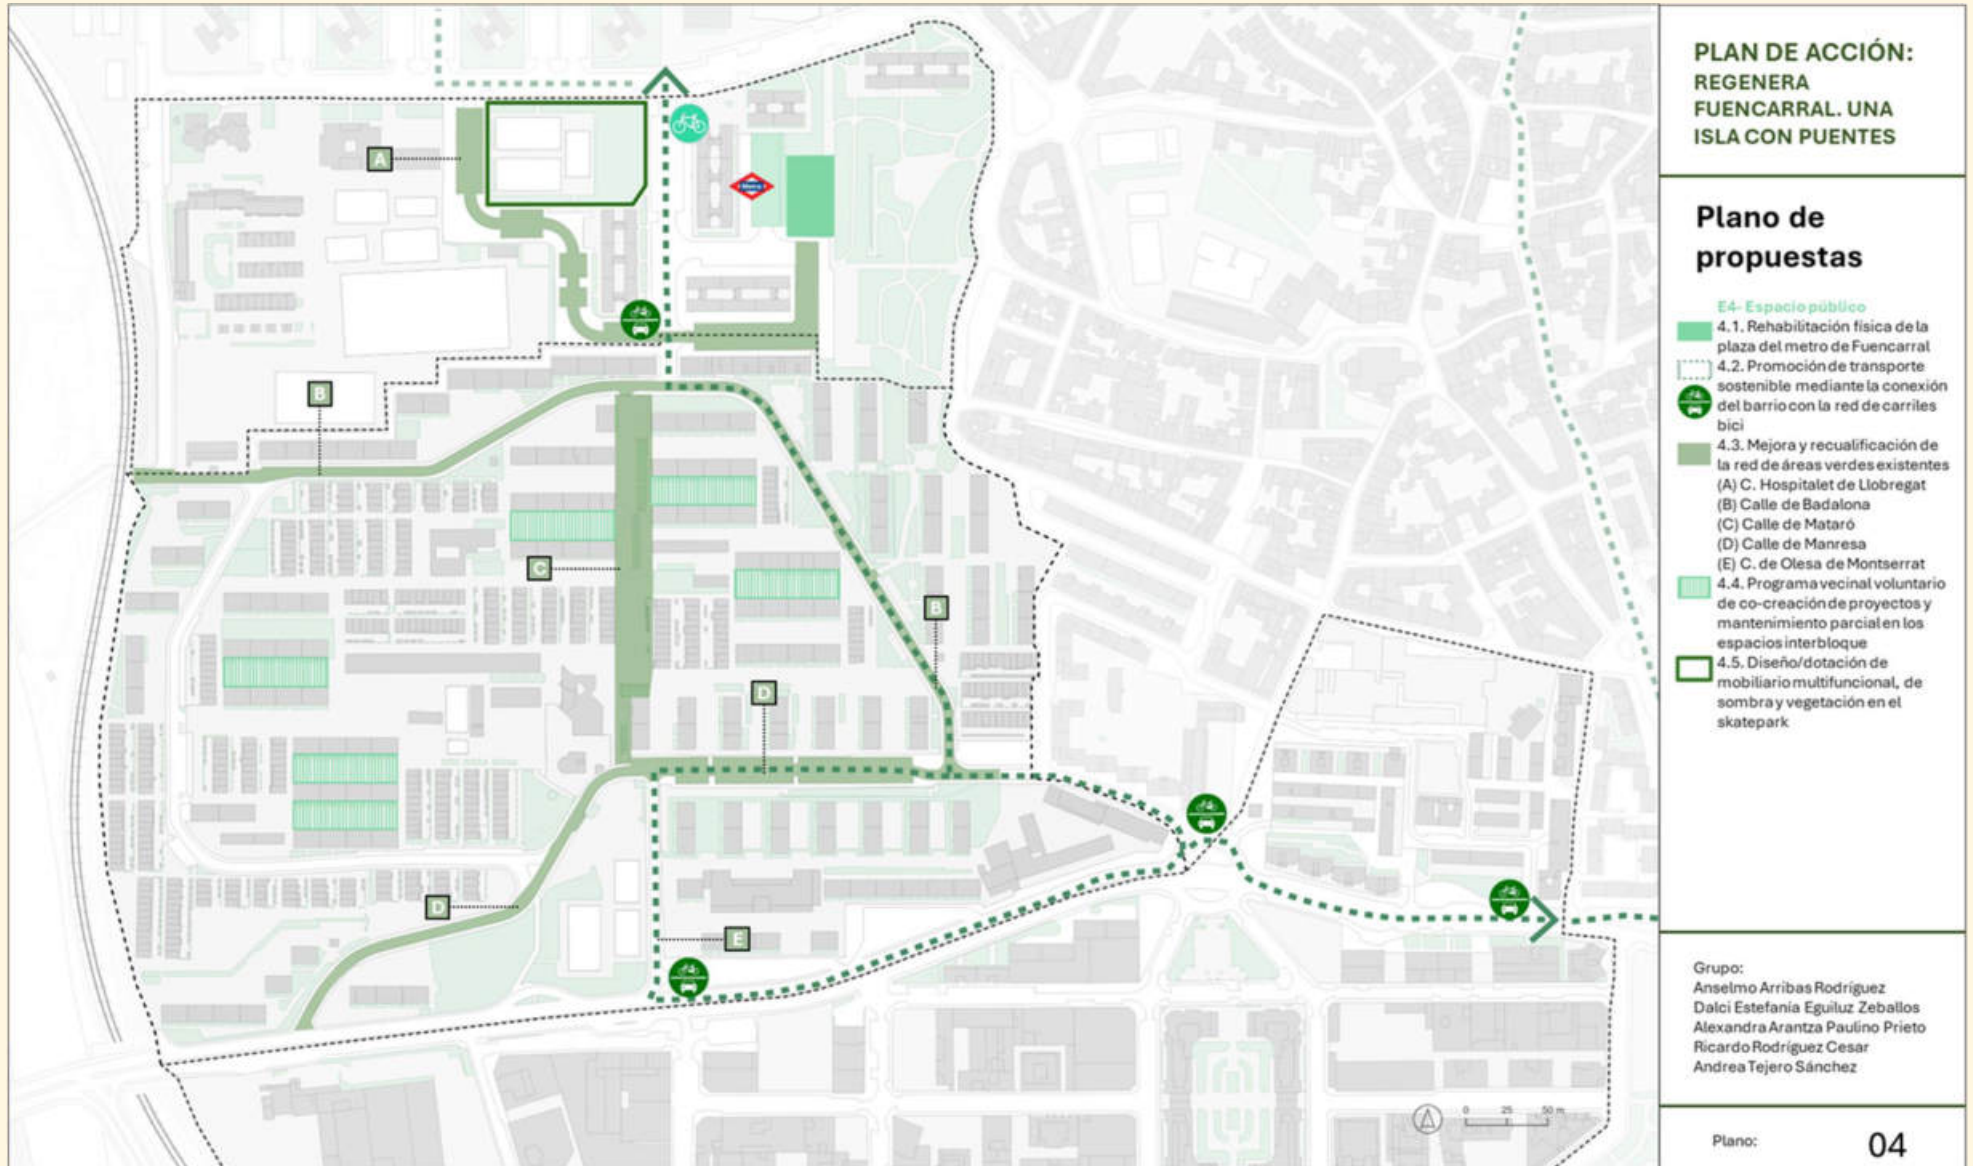 PLAN DE ACCIÓN:
REGENERA
FUENCARRAL. UNA
ISLA CON PUENTES
Plano de
propuestas
E4- Espacio público
4.1. Rehabilitación física de la
plaza del metro de Fuencarral
4.2. Promoción de transporte
sostenible mediante la conexión
del barrio con la red de carriles
bici
4.3. Mejora y recualificación de
la red de áreas verdes existentes
(A) C. Hospitalet de Llobregat
(B) Calle de Badalona
(C) Calle de Mataró
(D) Calle de Manresa
(E) C. de Olesa de Montserrat
4.4. Programa vecinal voluntario
de co-creación de proyectos y
mantenimiento parcial en los
espacios interbloque
4.5. Diseño/dotación de
mobiliario multifuncional, de
sombra y vegetación en el
skatepark
Grupo:
Anselmo Arribas Rodríguez
Dalci Estefanía Eguiluz Zeballos
Alexandra Arantza Paulino Prieto
Ricardo Rodríguez Cesar
Andrea Tejero Sánchez
Plano:
04
A
Metro
B
C
B
D
D
E
0 25 50 m